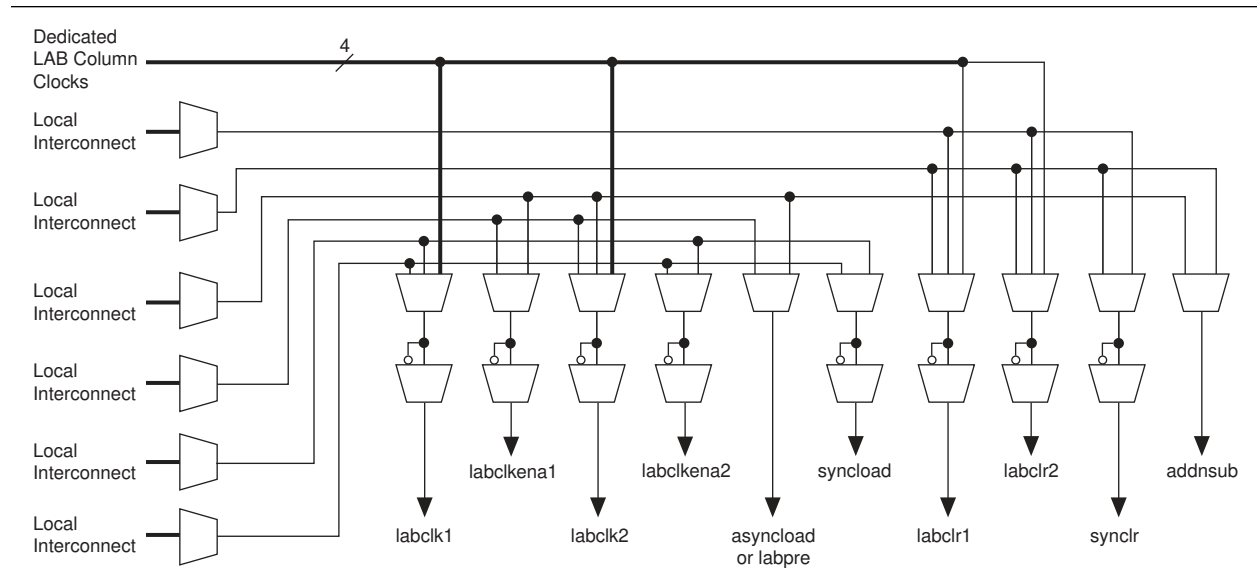 Dedicated
LAB Column
Clocks
4
Local
Interconnect
Local
Interconnect
Local
Interconnect
Local
Interconnect
Local
Interconnect
Local
Interconnect
labclkena1
labclkena2
syncload
labclr2
addnsub
labclk1
labclk2
asyncload
or labpre
labclr1
synclr